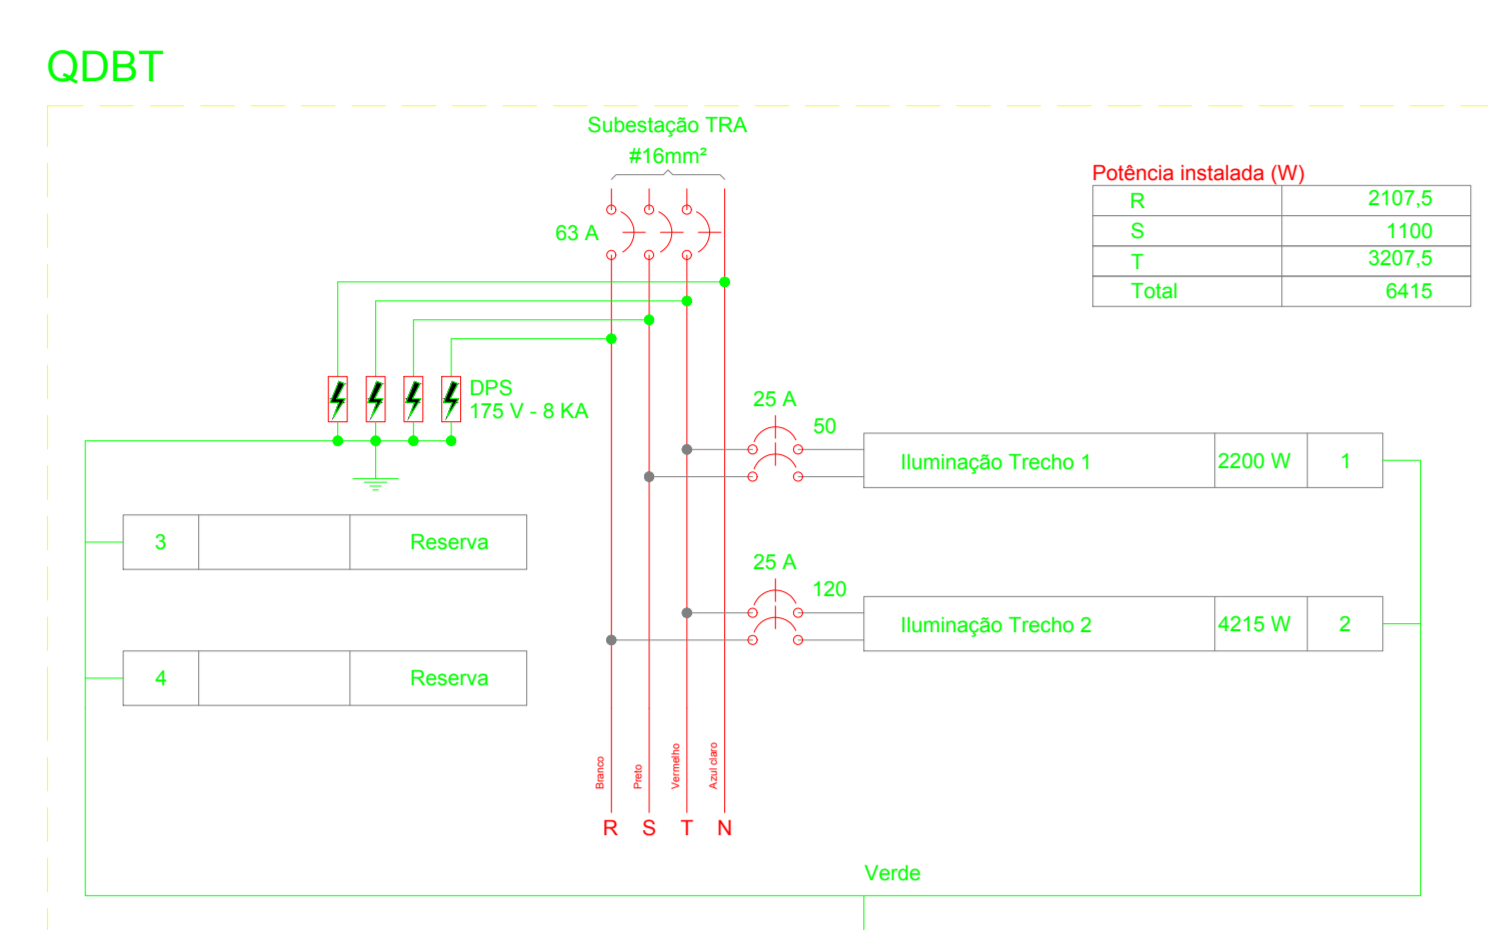 QDBT
Subestação TRA
#16mm²
63 A
Potência instalada (W)
R 2107,5
S 1100
T 3207,5
Total 6415
DPS
175 V - 8 KA
25 A
50
Iluminação Trecho 1 2200 W 1
3 Reserva
25 A
120
Iluminação Trecho 2 4215 W 2
4 Reserva
Branco
Preto
Vermelho
Azul claro
R S T N
Verde